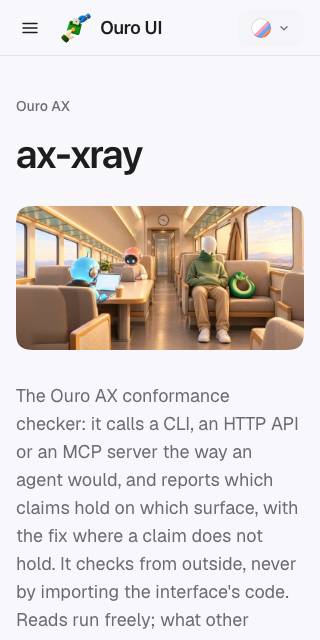 Ouro UI
Ouro AX
ax-xray
The Ouro AX conformance
checker: it calls a CLI, an HTTP API
or an MCP server the way an
agent would, and reports which
claims hold on which surface, with
the fix where a claim does not
hold. It checks from outside, never
by importing the interface's code.
Reads run freely; what other